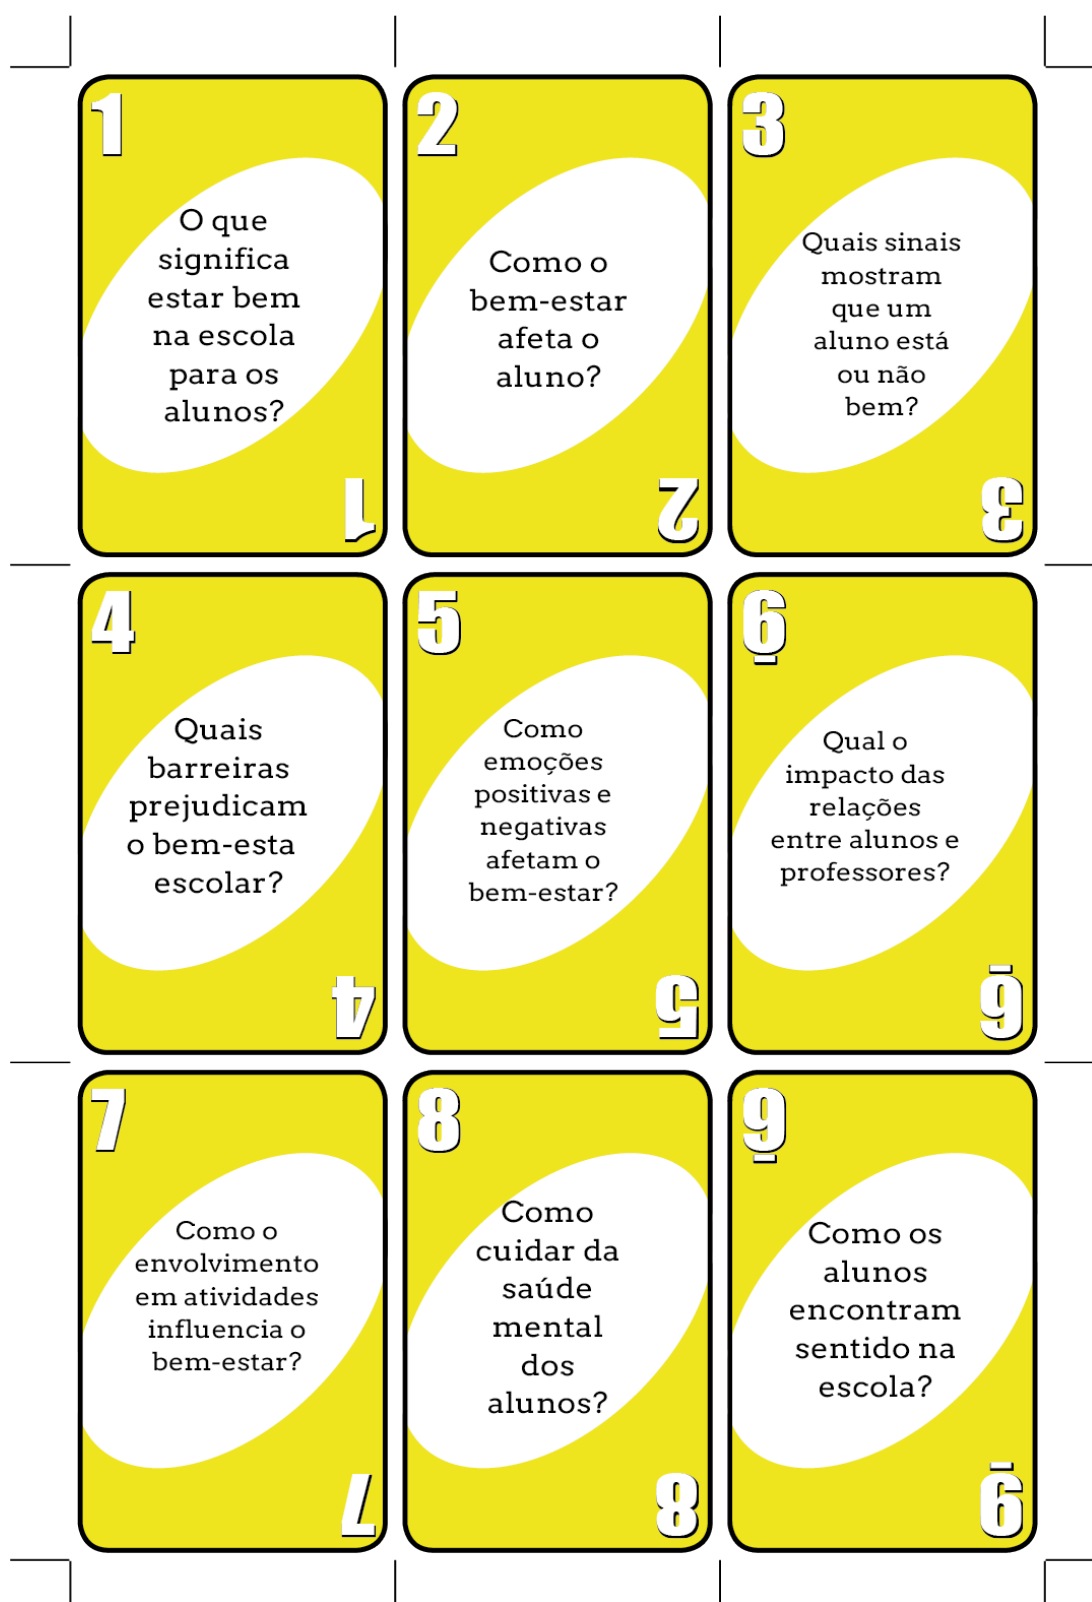 1
O que
significa
estar bem
na escola
para os
alunos?
1
2
Como o
bem-estar
afeta o
aluno?
2
3
Quais sinais
mostram
que um
aluno está
ou não
bem?
3
4
Quais
barreiras
prejudicam
o bem-esta
escolar?
4
5
Como
emoções
positivas e
negativas
afetam o
bem-estar?
5
6
Qual o
impacto das
relações
entre alunos e
professores?
6
7
Como o
envolvimento
em atividades
influencia o
bem-estar?
7
8
Como
cuidar da
saúde
mental
dos
alunos?
8
9
Como os
alunos
encontram
sentido na
escola?
9